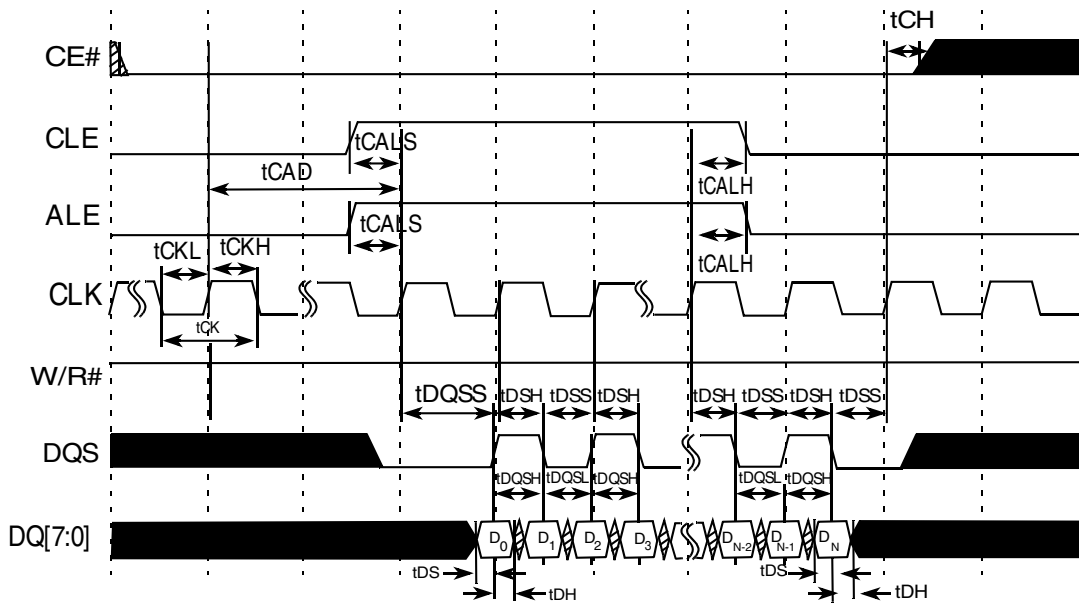 tCH
CE#
CLE
tCALS
tCAD
tCALH
ALE
tCALS
tCKL
tCKH
tCALH
CLK
tCK
W/R#
tDQSS
tDSH
tDSS
tDSH
tDSH
tDSS
tDSH
tDSS
DQS
tDQSH
tDQSL
tDQSH
tDQSL
tDQSH
DQ[7:0]
D0
D1
D2
D3
DN-2
DN-1
DN
tDS
tDS
tDH
tDH